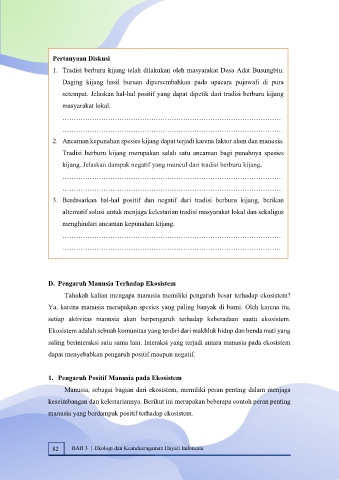 Pertanyaan Diskusi
1. Tradisi berburu kijang telah dilakukan oleh masyarakat Desa Adat Busungbiu.
Daging kijang hasil buruan dipersembahkan pada upacara pujawali di pura
setempat. Jelaskan hal-hal positif yang dapat dipetik dari tradisi berburu kijang
masyarakat lokal.
……………………………………………………………………………
……………………………………………………………………………
2. Ancaman kepunahan spesies kijang dapat terjadi karena faktor alam dan manusia.
Tradisi berburu kijang merupakan salah satu ancaman bagi punahnya spesies
kijang. Jelaskan dampak negatif yang muncul dari tradisi berburu kijang.
……………………………………………………………………………
……………………………………………………………………………
3. Berdasarkan hal-hal positif dan negatif dari tradisi berburu kijang, berikan
alternatif solusi untuk menjaga kelestarian tradisi masyarakat lokal dan sekaligus
menghindari ancaman kepunahan kijang.
……………………………………………………………………………
……………………………………………………………………………
D. Pengaruh Manusia Terhadap Ekosistem
Tahukah kalian mengapa manusia memiliki pengaruh besar terhadap ekosistem?
Ya, karena manusia merupakan spesies yang paling banyak di bumi. Oleh karena itu,
setiap aktivitas manusia akan berpengaruh terhadap keberadaan suatu ekosistem.
Ekosistem adalah sebuah komunitas yang terdiri dari makhluk hidup dan benda mati yang
saling berinteraksi satu sama lain. Interaksi yang terjadi antara manusia pada ekosistem
dapat menyebabkan pengaruh positif maupun negatif.
1. Pengaruh Positif Manusia pada Ekosistem
Manusia, sebagai bagian dari ekosistem, memiliki peran penting dalam menjaga
keseimbangan dan kelestariannya. Berikut ini merupakan beberapa contoh peran penting
manusia yang berdampak positif terhadap ekosistem.
82 BAB 3 | Ekologi dan Keanekaragaman Hayati Indonesia